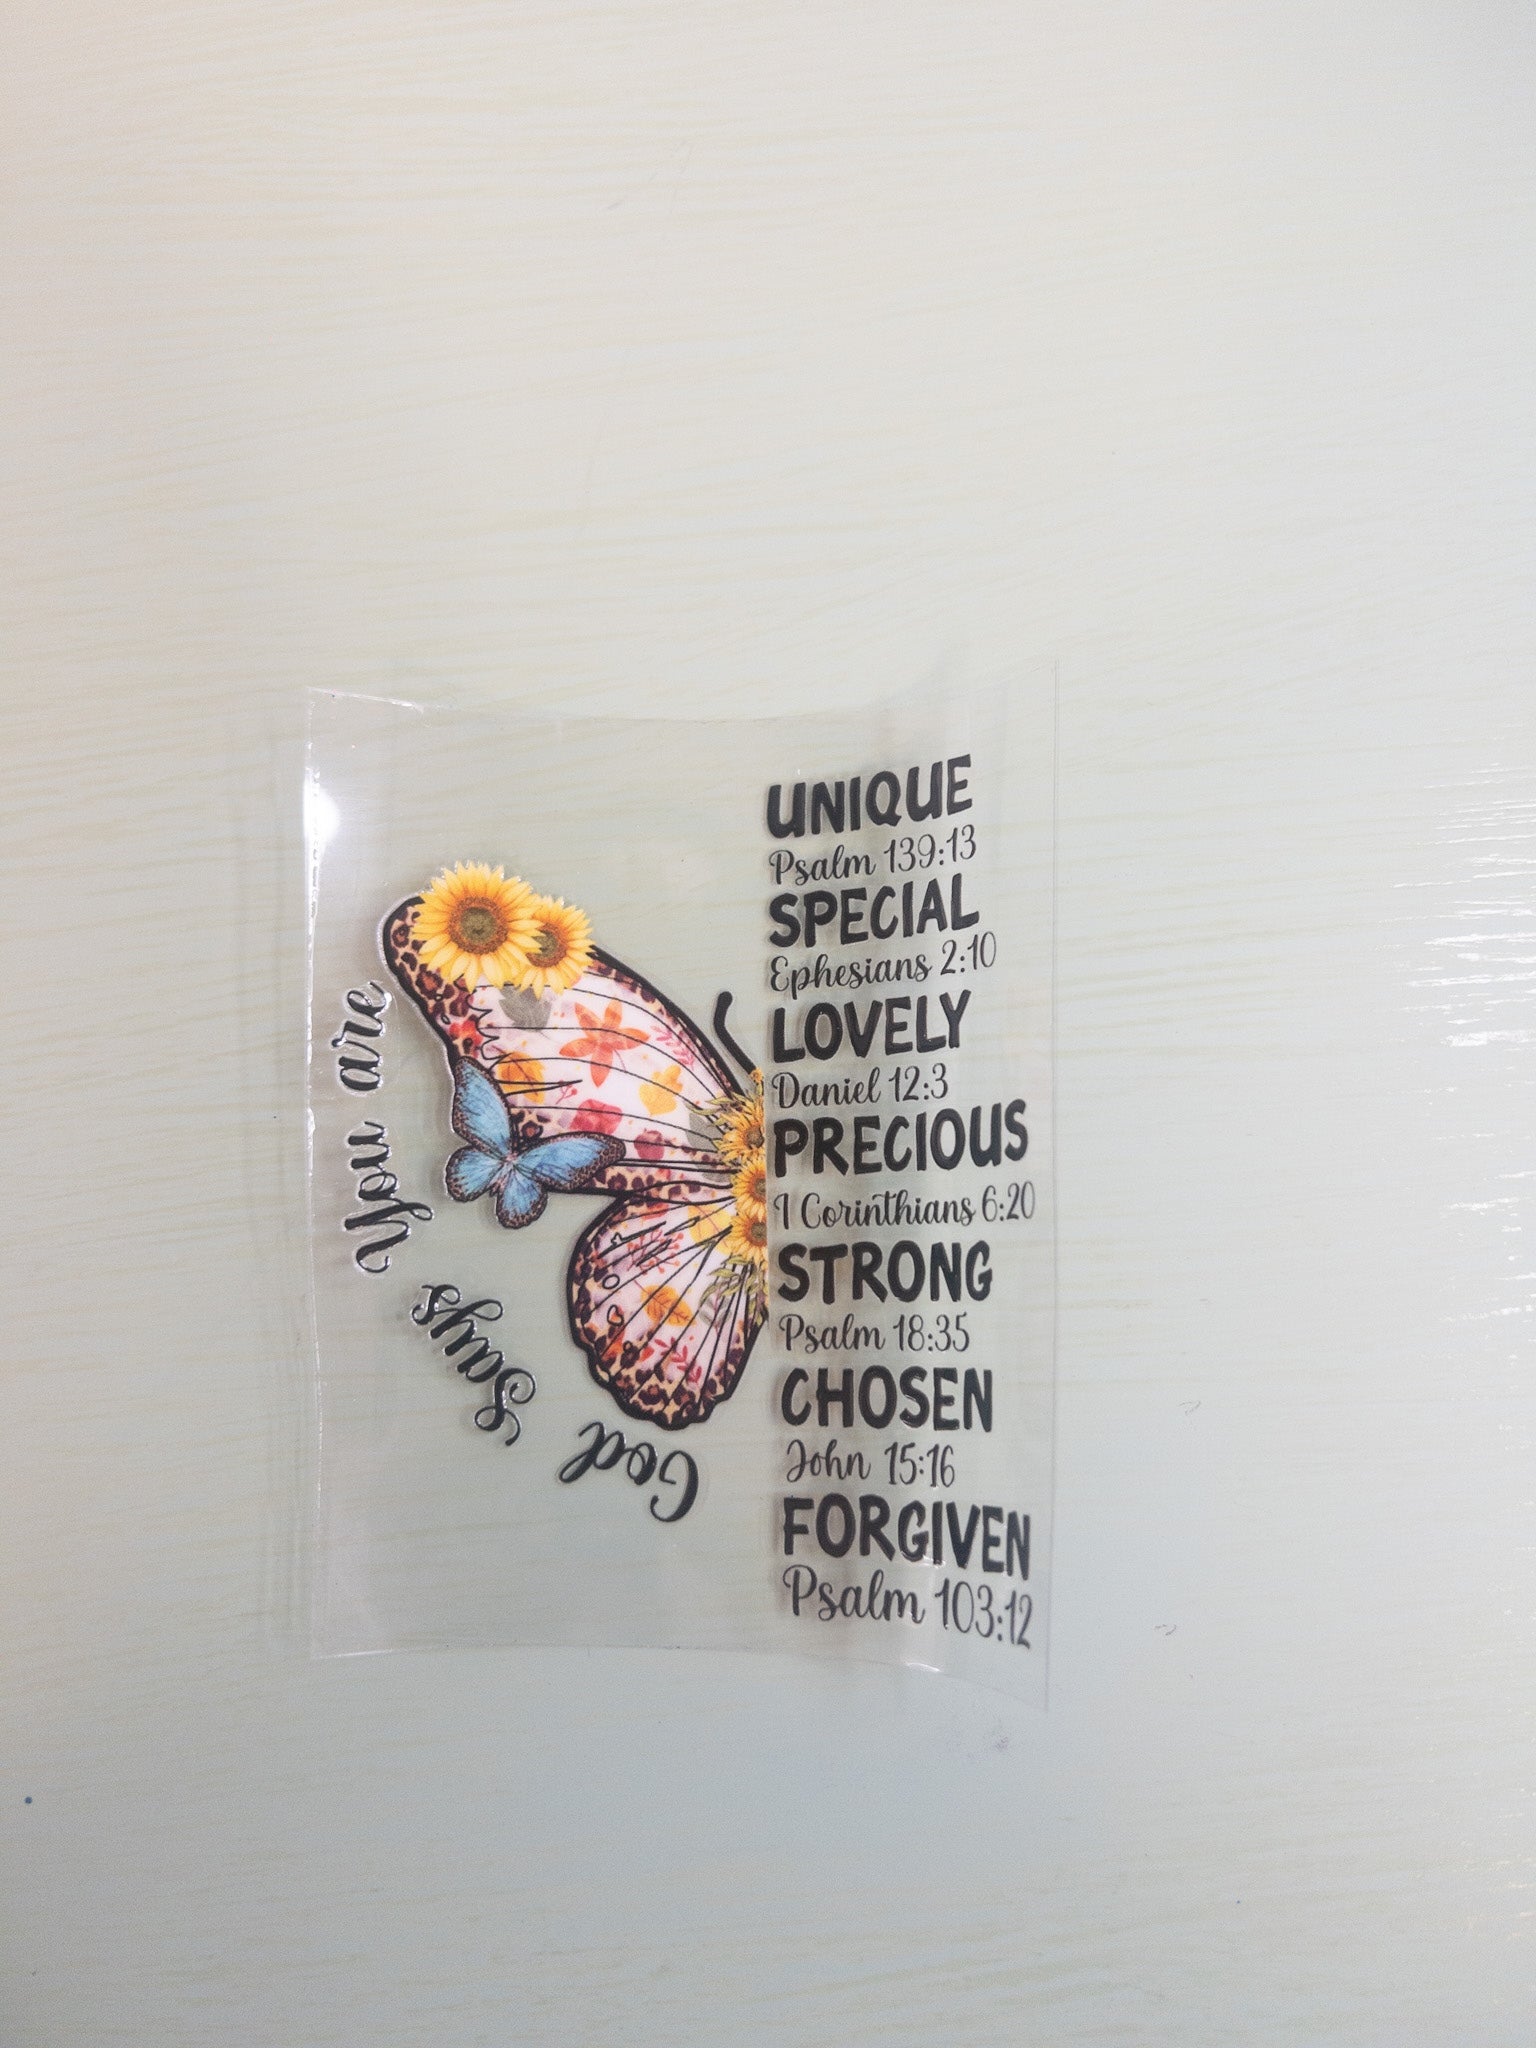 God says You are
UNIQUE
Psalm 139:13
SPECIAL
Ephesians 2:10
LOVELY
Daniel 12:3
PRECIOUS
1 Corinthians 6:20
STRONG
Psalm 18:35
CHOSEN
John 15:16
FORGIVEN
Psalm 103:12